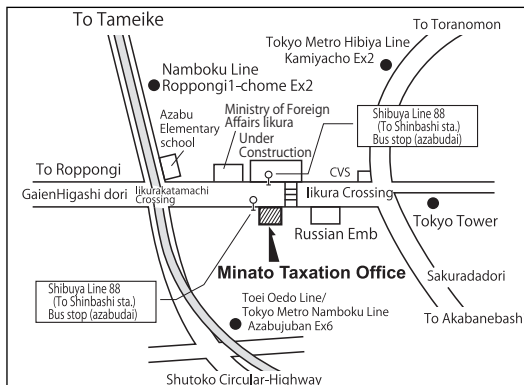 To Tameike
To Toranomon
Tokyo Metro Hibiya Line
Kamiyacho Ex2
Namboku Line
Roppongi1-chome Ex2
Ministry of Foreign
Affairs Iikura
Under
Construction
Shibuya Line 88
(To Shinbashi sta.)
Bus stop (azabudai)
Azabu
Elementary
school
To Roppongi
CVS
GaienHigashi dori
Iikurakatamachi
Crossing
Iikura Crossing
Tokyo Tower
Russian Emb
Minato Taxation Office
Sakuradadori
Shibuya Line 88
(To Shinbashi sta.)
Bus stop (azabudai)
Toei Oedo Line/
Tokyo Metro Namboku Line
Azabujuban Ex6
To Akabanebash
Shutoko Circular-Highway